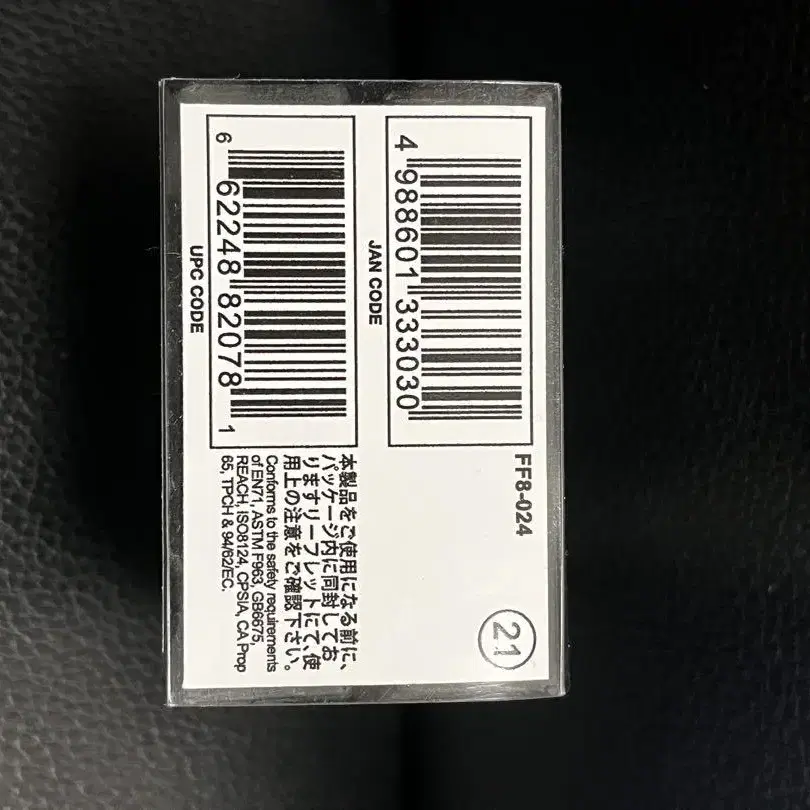 FF8-024
21
4 988601 333030
JAN CODE
6 62248 82078 1
UPC CODE
本製品をご使用になる前に、
パッケージ内に同封してお
りますリーフレットにて、使
用上の注意をご確認下さい。
Conforms to the safety requirements
of EN71, ASTM F963, GB6675,
REACH, ISO8124, CPSIA, CA Prop
65, TPCH & 94/62/EC.